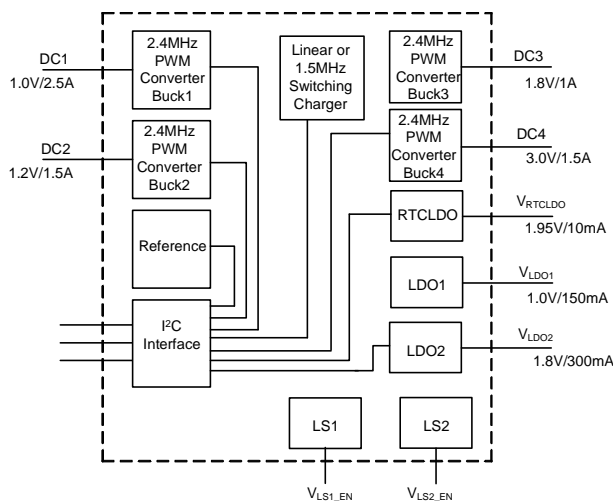 DC1
1.0V/2.5A
2.4MHz
PWM
Converter
Buck1
Linear or
1.5MHz
Switching
Charger
2.4MHz
PWM
Converter
Buck3
DC3
1.8V/1A
DC2
1.2V/1.5A
2.4MHz
PWM
Converter
Buck2
2.4MHz
PWM
Converter
Buck4
DC4
3.0V/1.5A
Reference
RTCLDO
VRTCLDO
1.95V/10mA
LDO1
VLDO1
1.0V/150mA
I²C
Interface
LDO2
VLDO2
1.8V/300mA
LS1
LS2
VLS1_EN
VLS2_EN